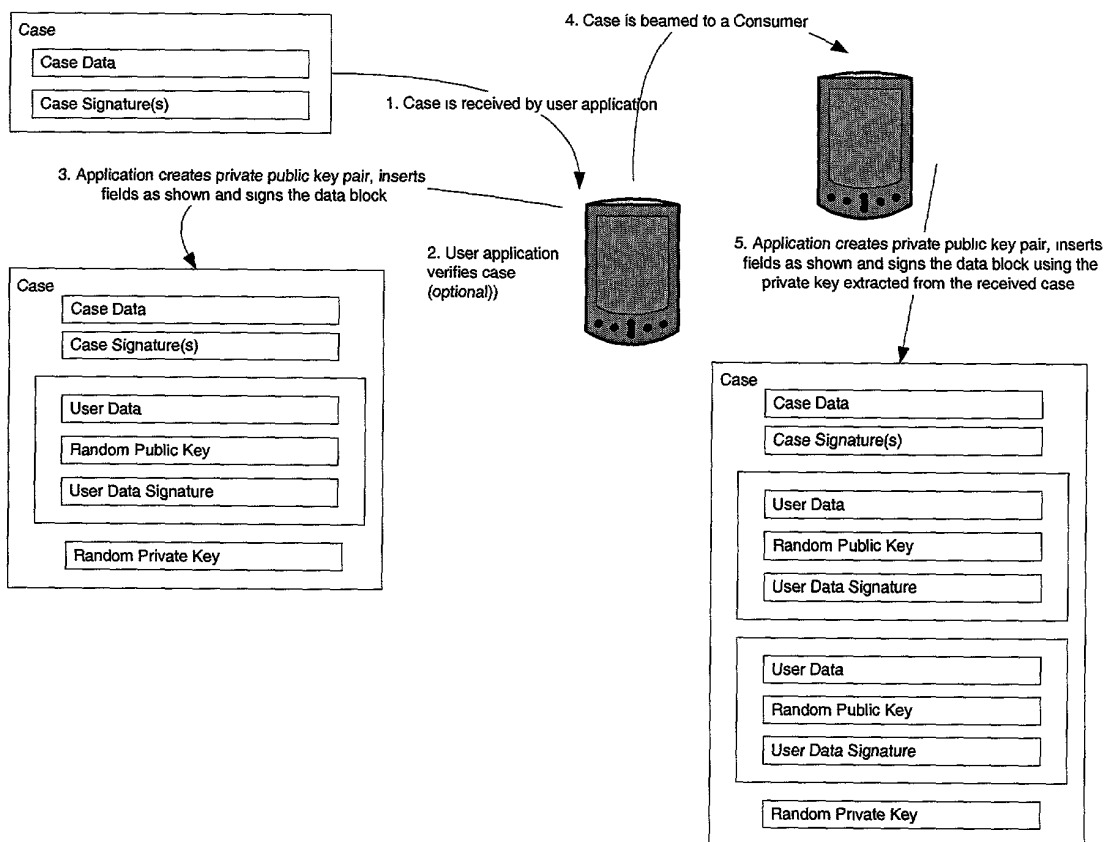 Case
Case Data
Case Signature(s)
1. Case is received by user application
4. Case is beamed to a Consumer
3. Application creates private public key pair, inserts
fields as shown and signs the data block
2. User application
verifies case
(optional))
5. Application creates private public key pair, inserts
fields as shown and signs the data block using the
private key extracted from the received case
Case
Case Data
Case Signature(s)
User Data
Random Public Key
User Data Signature
Random Private Key
Case
Case Data
Case Signature(s)
User Data
Random Public Key
User Data Signature
User Data
Random Public Key
User Data Signature
Random Private Key